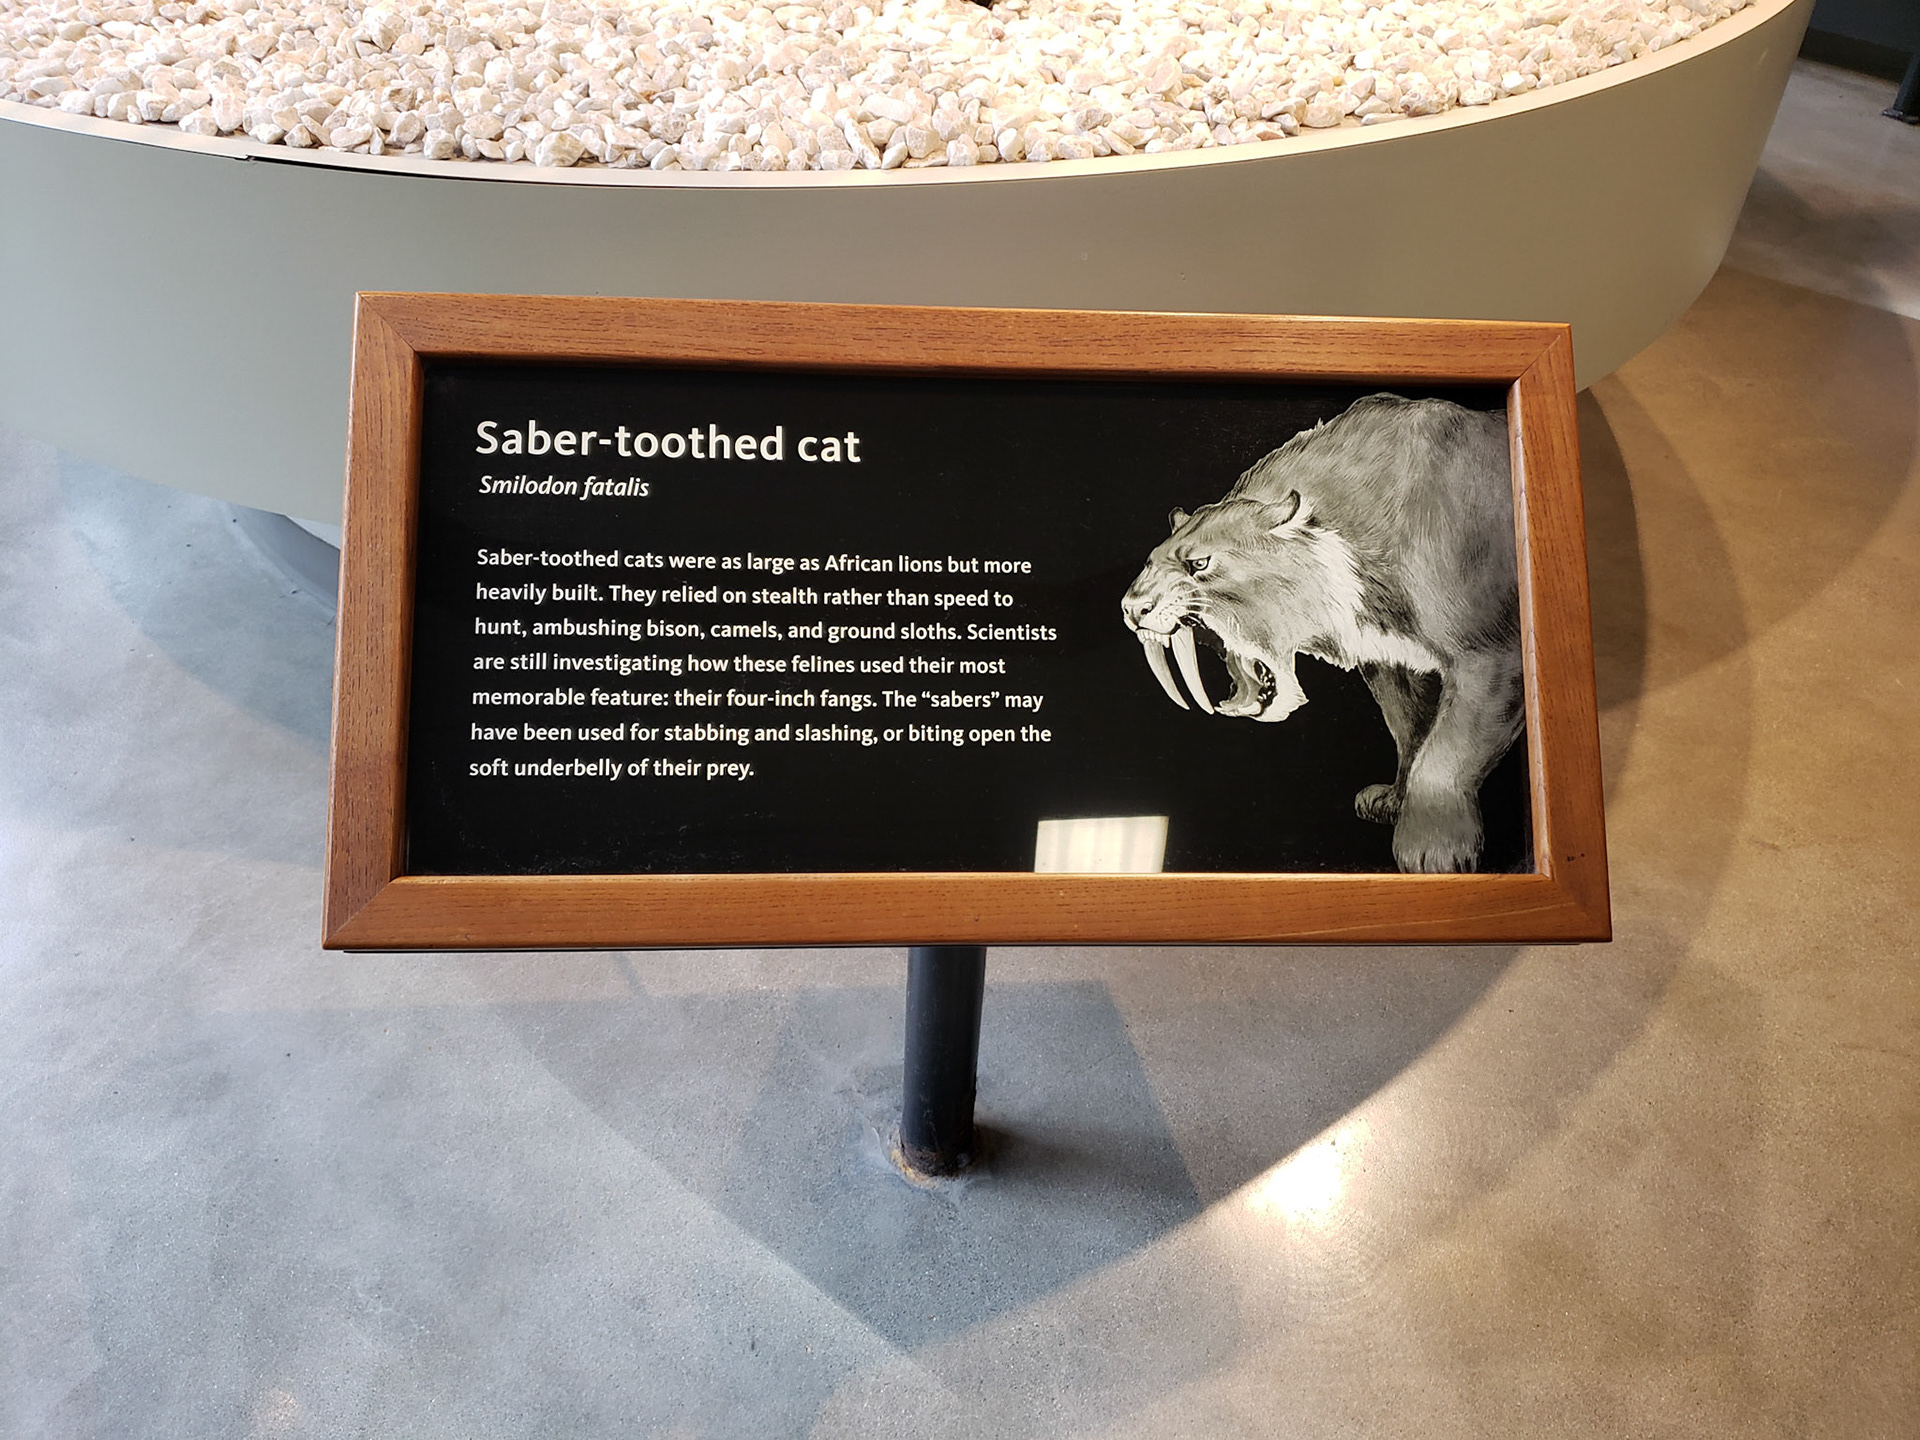 Saber-toothed cat
Smilodon fatalis
Saber-toothed cats were as large as African lions but more
heavily built. They relied on stealth rather than speed to
hunt, ambushing bison, camels, and ground sloths. Scientists
are still investigating how these felines used their most
memorable feature: their four-inch fangs. The “sabers” may
have been used for stabbing and slashing, or biting open the
soft underbelly of their prey.